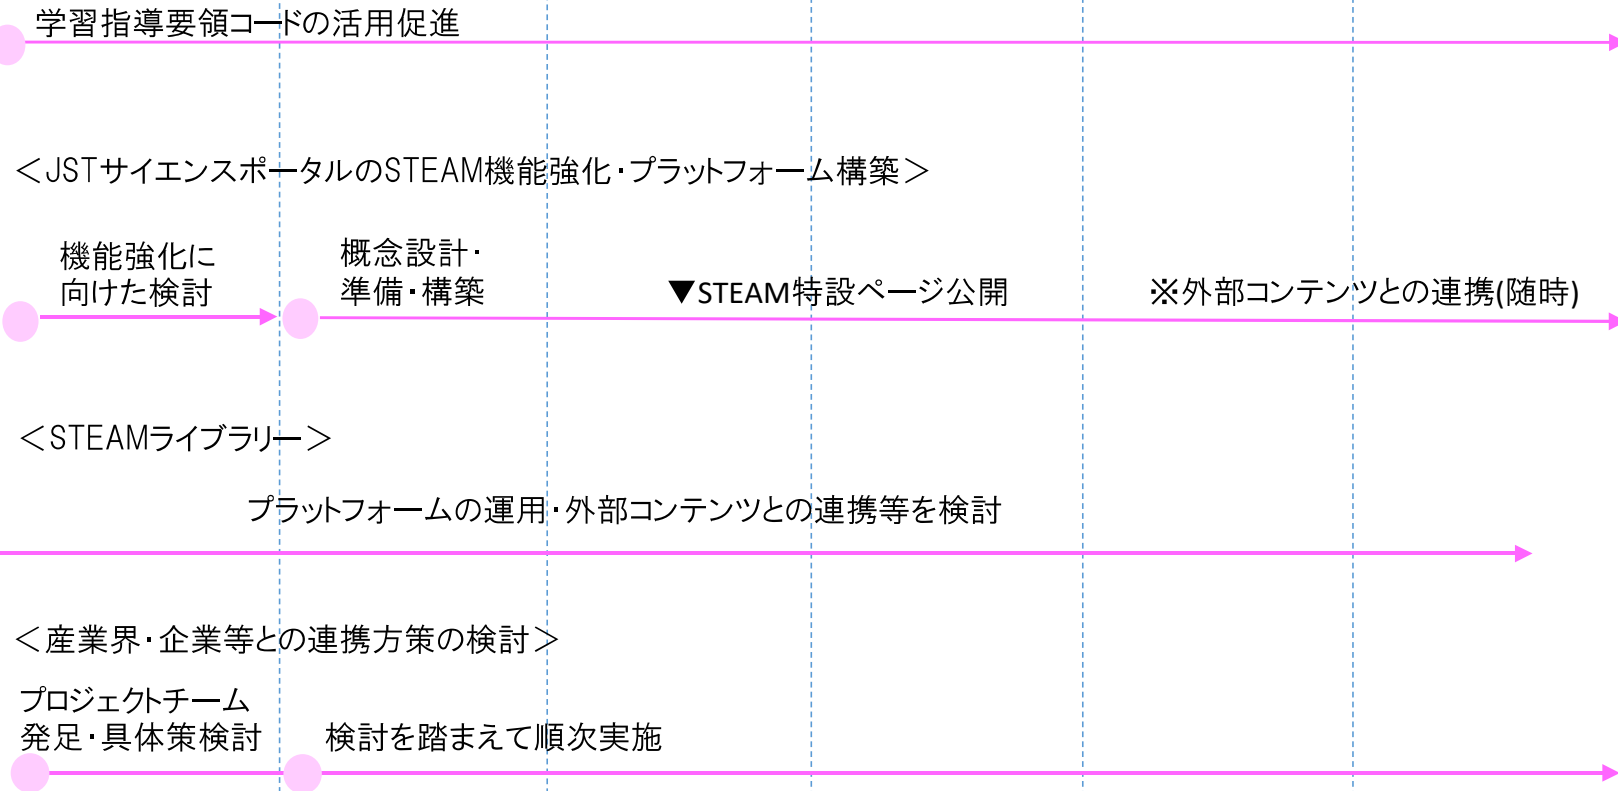 学習指導要領コードの活用促進
＜JSTサイエンスポータルのSTEAM機能強化・プラットフォーム構築＞
機能強化に
向けた検討
概念設計・
準備・構築
▼STEAM特設ページ公開
※外部コンテンツとの連携(随時)
＜STEAMライブラリー＞
プラットフォームの運用・外部コンテンツとの連携等を検討
＜産業界・企業等との連携方策の検討＞
プロジェクトチーム
発足・具体策検討
検討を踏まえて順次実施